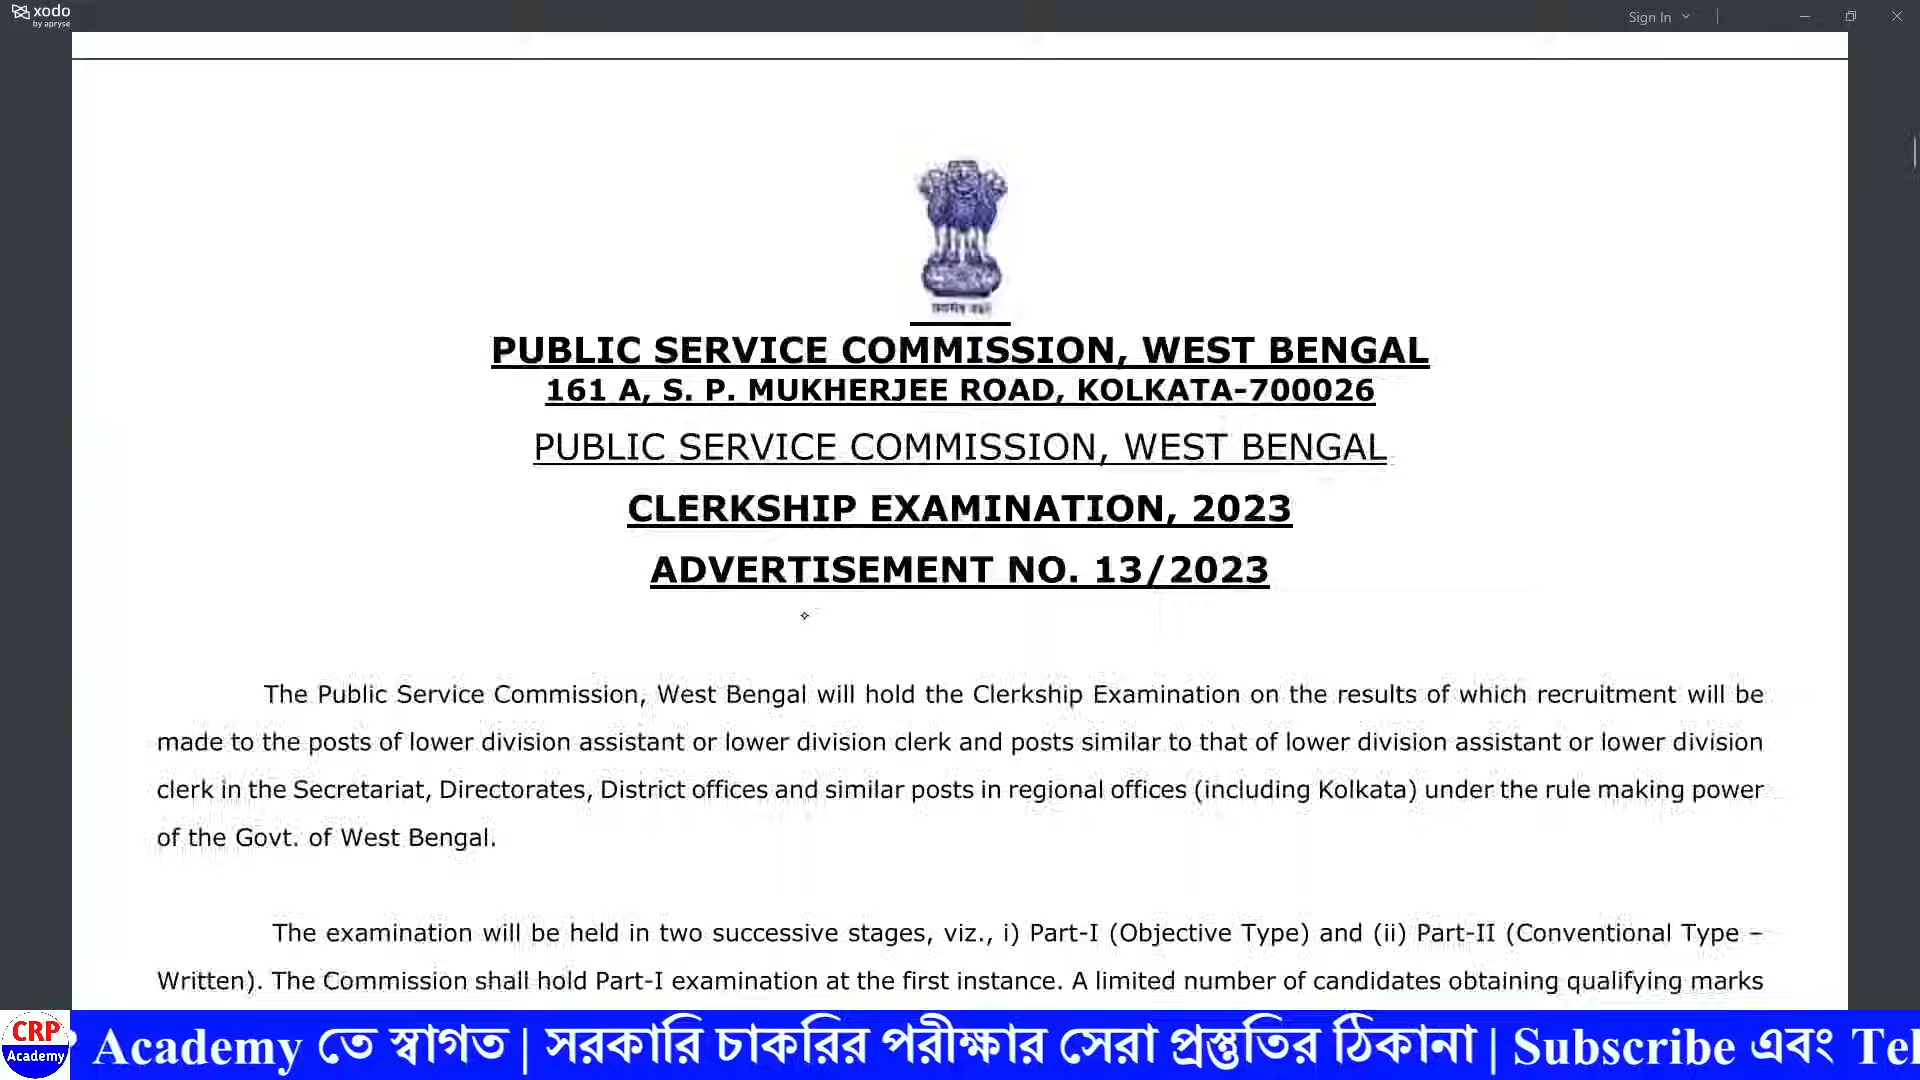 xodo
by apryse
Sign In
PUBLIC SERVICE COMMISSION, WEST BENGAL
161 A, S. P. MUKHERJEE ROAD, KOLKATA-700026
PUBLIC SERVICE COMMISSION, WEST BENGAL
CLERKSHIP EXAMINATION, 2023
ADVERTISEMENT NO. 13/2023
The Public Service Commission, West Bengal will hold the Clerkship Examination on the results of which recruitment will be
made to the posts of lower division assistant or lower division clerk and posts similar to that of lower division assistant or lower division
clerk in the Secretariat, Directorates, District offices and similar posts in regional offices (including Kolkata) under the rule making power
of the Govt. of West Bengal.
The examination will be held in two successive stages, viz., i) Part-I (Objective Type) and (ii) Part-II (Conventional Type –
Written). The Commission shall hold Part-I examination at the first instance. A limited number of candidates obtaining qualifying marks
CRP
Academy
Academy তে স্বাগত | সরকারি চাকরির পরীক্ষার সেরা প্রস্তুতির ঠিকানা | Subscribe এবং Tel